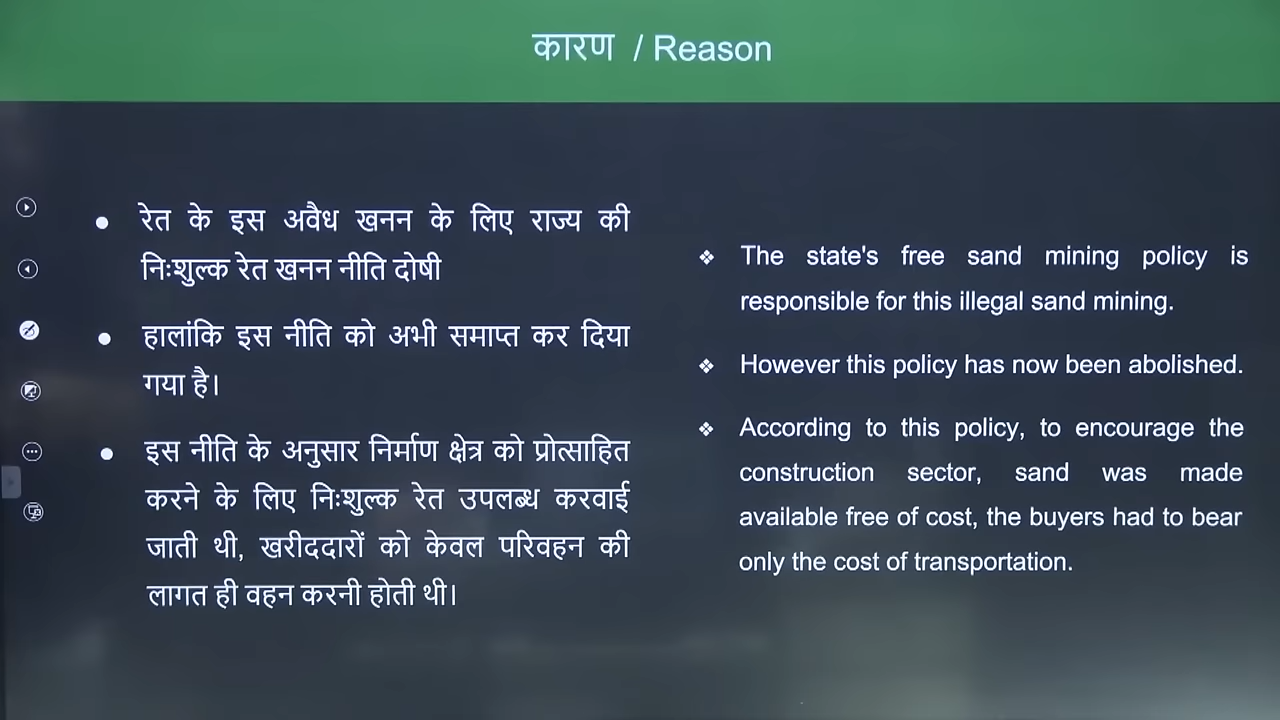 कारण / Reason
● रेत के इस अवैध खनन के लिए राज्य की
निःशुल्क रेत खनन नीति दोषी
● हालांकि इस नीति को अभी समाप्त कर दिया
गया है।
● इस नीति के अनुसार निर्माण क्षेत्र को प्रोत्साहित
करने के लिए निःशुल्क रेत उपलब्ध करवाई
जाती थी, खरीददारों को केवल परिवहन की
लागत ही वहन करनी होती थी।
❖ The state's free sand mining policy is
responsible for this illegal sand mining.
❖ However this policy has now been abolished.
❖ According to this policy, to encourage the
construction sector, sand was made
available free of cost, the buyers had to bear
only the cost of transportation.